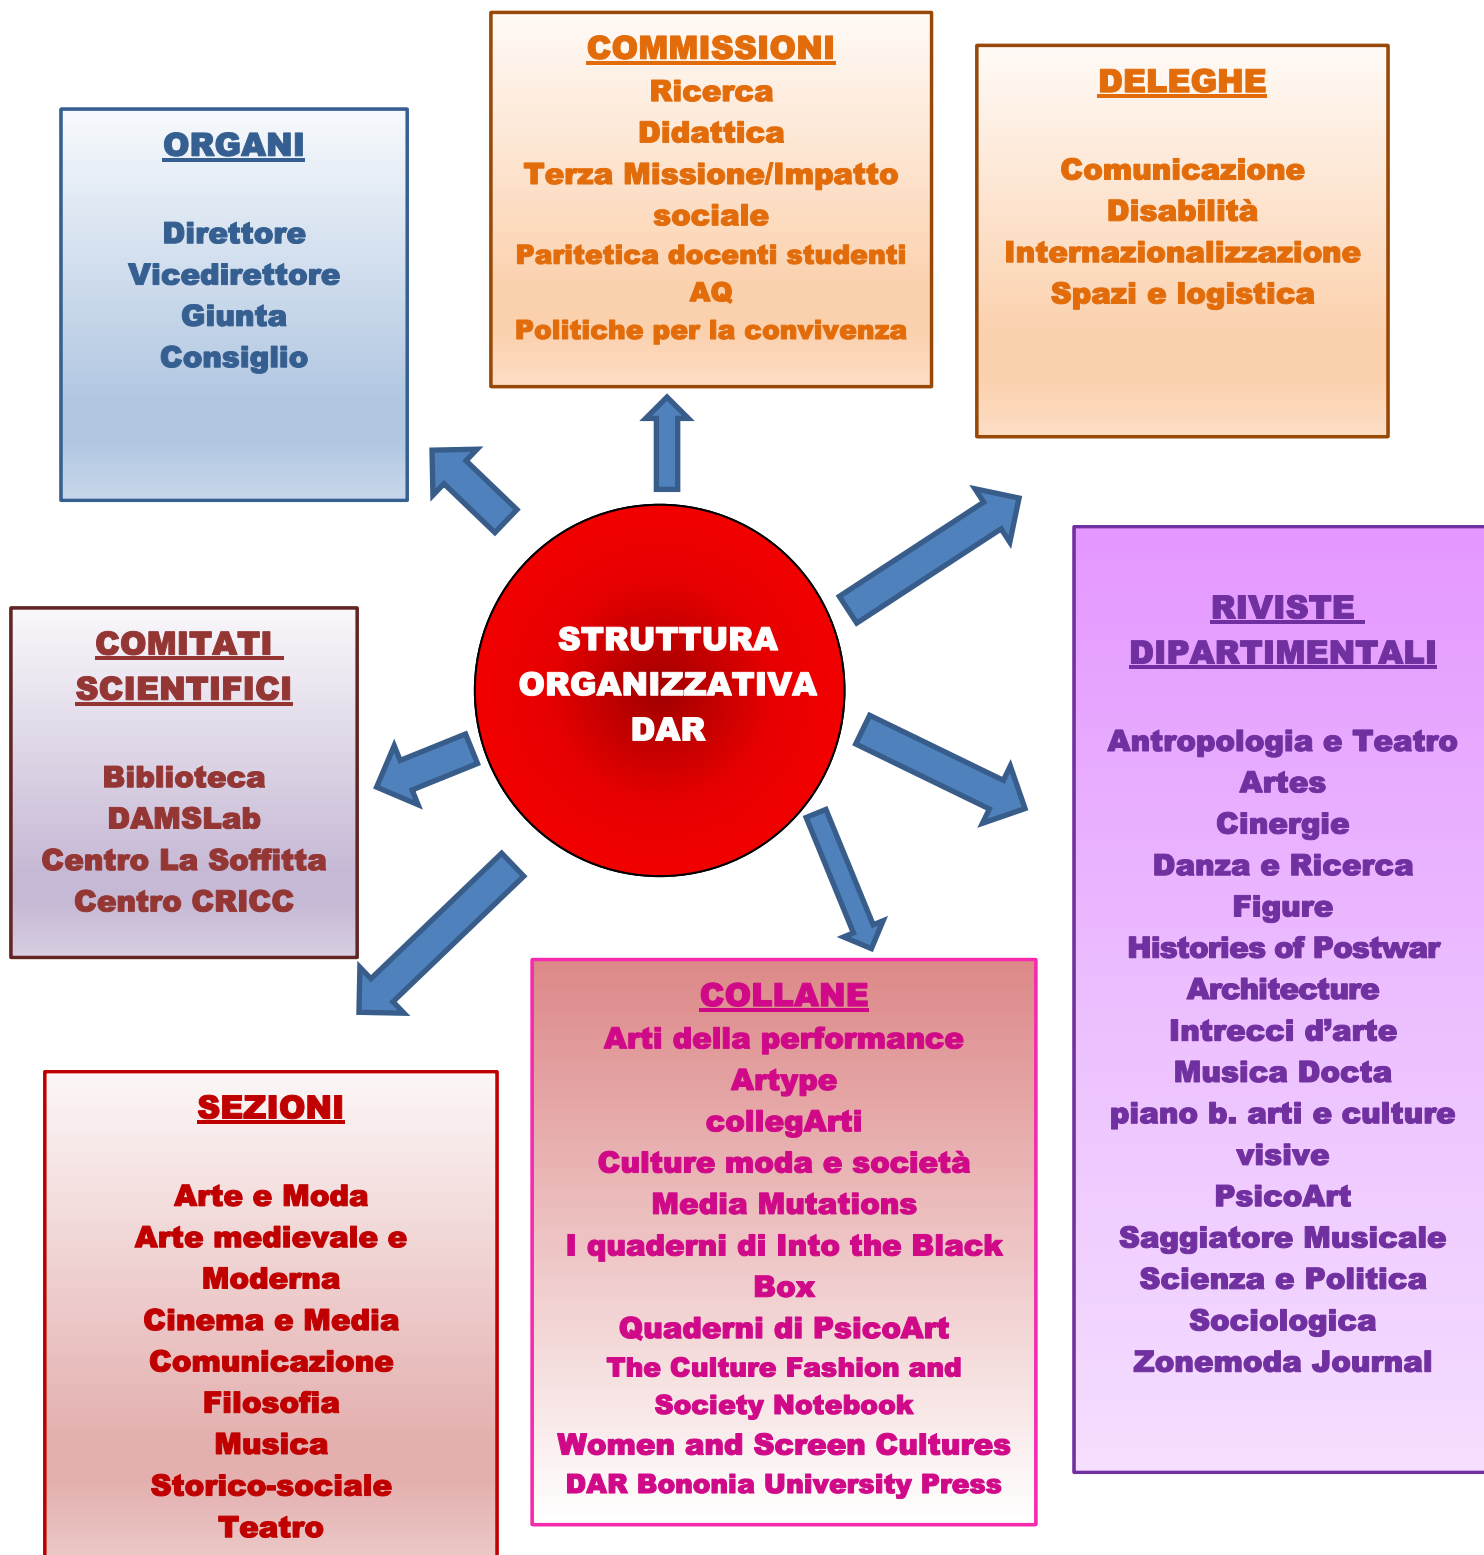 COMMISSIONI
Ricerca
Didattica
Terza Missione/Impatto
sociale
Paritetica docenti studenti
AQ
Politiche per la convivenza
DELEGHE
Comunicazione
Disabilità
Internazionalizzazione
Spazi e logistica
ORGANI
Direttore
Vicedirettore
Giunta
Consiglio
STRUTTURA
ORGANIZZATIVA
DAR
COMITATI
SCIENTIFICI
Biblioteca
DAMSLab
Centro La Soffitta
Centro CRICC
RIVISTE
DIPARTIMENTALI
Antropologia e Teatro
Artes
Cinergie
Danza e Ricerca
Figure
Histories of Postwar
Architecture
Intrecci d’arte
Musica Docta
piano b. arti e culture
visive
PsicoArt
Saggiatore Musicale
Scienza e Politica
Sociologica
Zonemoda Journal
COLLANE
Arti della performance
Artype
collegArti
Culture moda e società
Media Mutations
I quaderni di Into the Black
Box
Quaderni di PsicoArt
The Culture Fashion and
Society Notebook
Women and Screen Cultures
DAR Bononia University Press
SEZIONI
Arte e Moda
Arte medievale e
Moderna
Cinema e Media
Comunicazione
Filosofia
Musica
Storico-sociale
Teatro